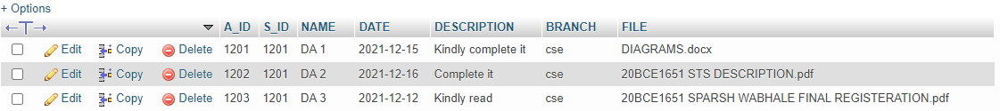 + Options
←T→ A_ID S_ID NAME DATE DESCRIPTION BRANCH FILE
Edit Copy Delete 1201 1201 DA 1 2021-12-15 Kindly complete it cse DIAGRAMS.docx
Edit Copy Delete 1202 1201 DA 2 2021-12-16 Complete it cse 20BCE1651 STS DESCRIPTION.pdf
Edit Copy Delete 1203 1201 DA 3 2021-12-12 Kindly read cse 20BCE1651 SPARSH WABHALE FINAL REGISTERATION.pdf